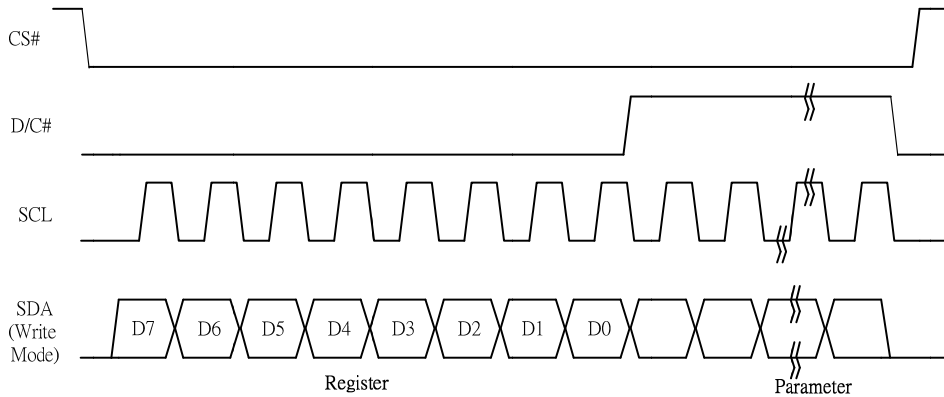 CS#
D/C#
SCL
SDA
(Write
Mode)
D7 D6 D5 D4 D3 D2 D1 D0
Register Parameter